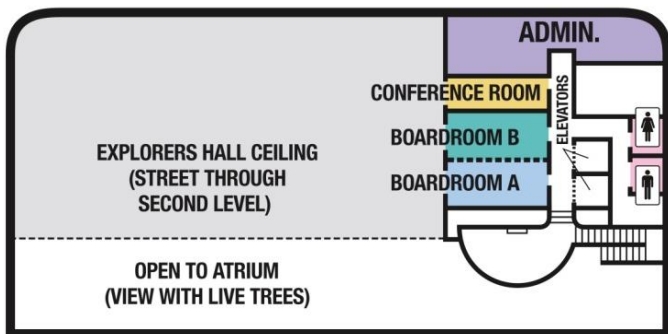 ADMIN.
CONFERENCE ROOM
ELEVATORS
BOARDROOM B
BOARDROOM A
EXPLORERS HALL CEILING
(STREET THROUGH
SECOND LEVEL)
OPEN TO ATRIUM
(VIEW WITH LIVE TREES)